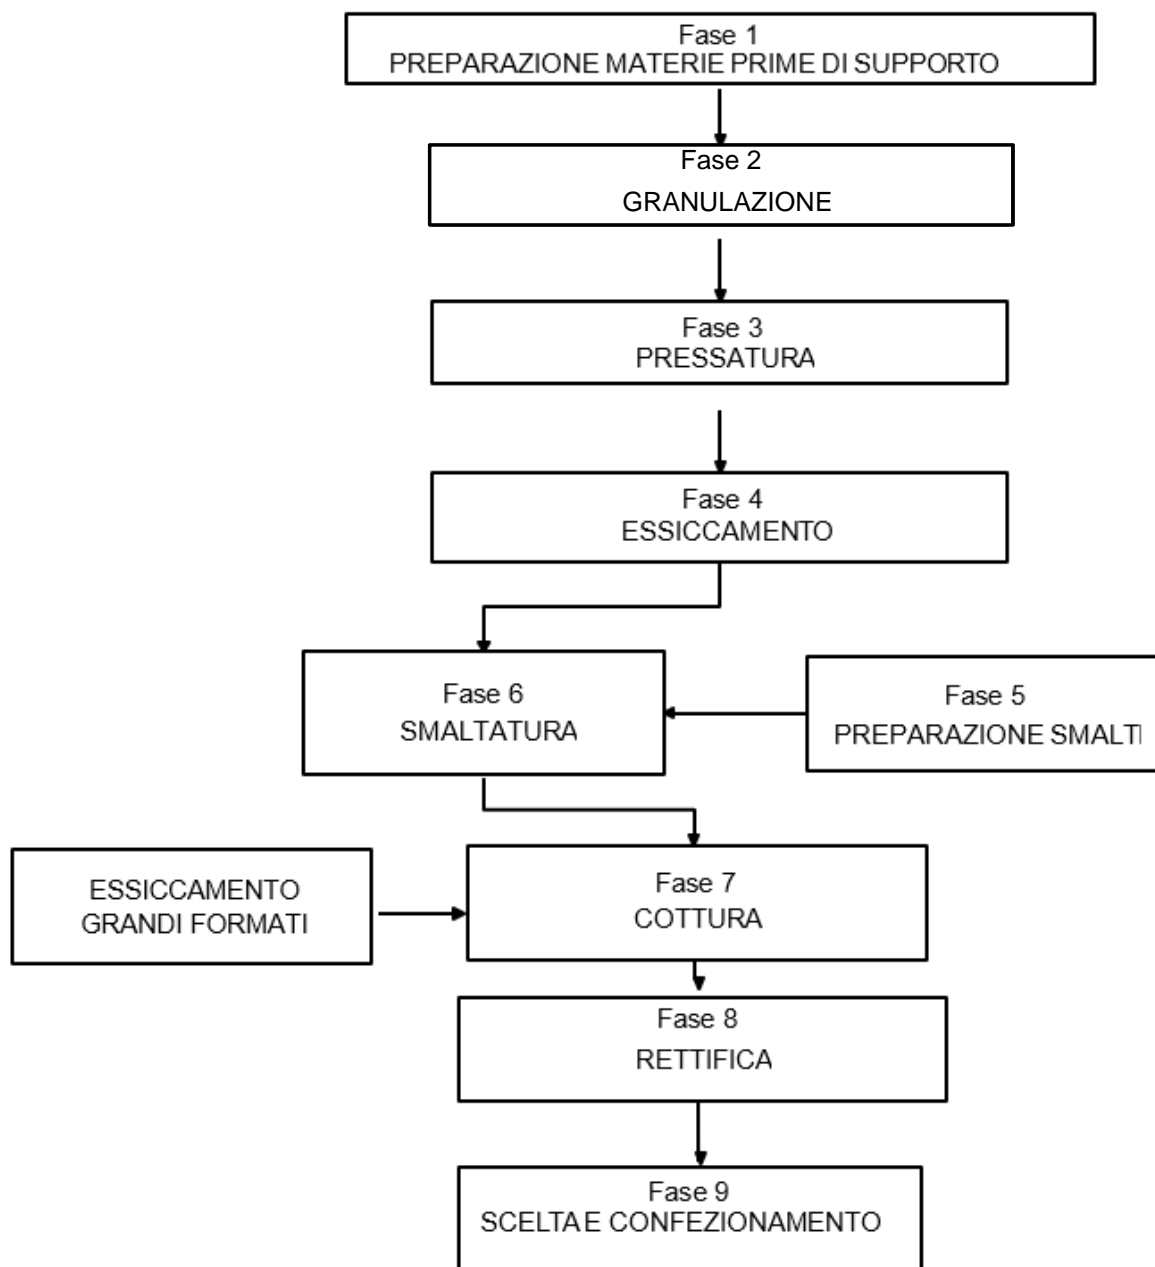 Fase 1
PREPARAZIONE MATERIE PRIME DI SUPPORTO
Fase 2
GRANULAZIONE
Fase 3
PRESSATURA
Fase 4
ESSICCAMENTO
Fase 6
SMALTATURA
Fase 5
PREPARAZIONE SMALTI
ESSICCAMENTO
GRANDI FORMATI
Fase 7
COTTURA
Fase 8
RETTIFICA
Fase 9
SCELTA E CONFEZIONAMENTO